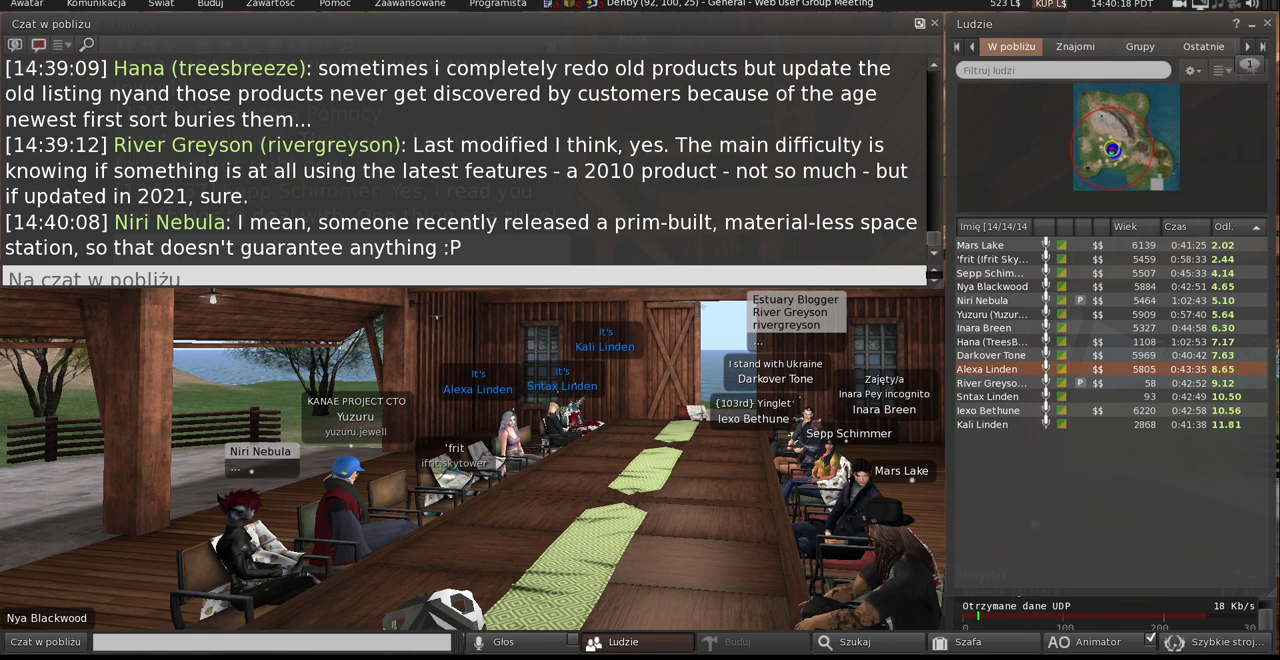 Awatar Komunikacja Świat Buduj Zawartość Pomoc Zaawansowane Programista Denby (92, 100, 25) - General - Web User Group Meeting 523 L$ KUP L$ 14:40:18 PDT
Czat w pobliżu
[14:39:09] Hana (treesbreeze): sometimes i completely redo old products but update the
old listing nyand those products never get discovered by customers because of the age
newest first sort buries them...
[14:39:12] River Greyson (rivergreyson): Last modified I think, yes. The main difficulty is
knowing if something is at all using the latest features - a 2010 product - not so much - but
if updated in 2021, sure.
[14:40:08] Niri Nebula: I mean, someone recently released a prim-built, material-less space
station, so that doesn't guarantee anything :P
Na czat w pobliżu
Estuary Blogger
River Greyson
rivergreyson
...
It's
Kali Linden
It's
Alexa Linden
It's
Sntax Linden
I stand with Ukraine
Darkover Tone
Zajęty/a
Inara Pey incognito
Inara Breen
{103rd} Yinglet
Iexo Bethune
KANAE PROJECT CTO
Yuzuru
yuzuru.jewell
Sepp Schimmer
'frit
ifrit.skytower
Niri Nebula
...
Mars Lake
Nya Blackwood
Ludzie
W pobliżu Znajomi Grupy Ostatnie
Filtruj ludzi
1
Imię [14/14/14 Wiek Czas Odl.
Mars Lake $$ 6139 0:41:25 2.02
'frit (Ifrit Sky... $$ 5459 0:58:33 2.44
Sepp Schim... $$ 5507 0:45:33 4.14
Nya Blackwood $$ 5884 0:42:51 4.65
Niri Nebula P $$ 5464 1:02:43 5.10
Yuzuru (Yuzur... $$ 5909 0:57:40 5.64
Inara Breen 5327 0:44:58 6.30
Hana (TreesB... $$ 1108 1:02:53 7.17
Darkover Tone $$ 5969 0:40:42 7.63
Alexa Linden $$ 5805 0:43:35 8.65
River Greyso... P $$ 58 0:42:52 9.12
Sntax Linden 93 0:42:49 10.50
Iexo Bethune $$ 6220 0:42:58 10.56
Kali Linden 2868 0:41:38 11.81
Otrzymane dane UDP 18 Kb/s
0 100 200 30
Czat w pobliżu Głos Ludzie Buduj Szukaj Szafa AO Animator Szybkie stroj...